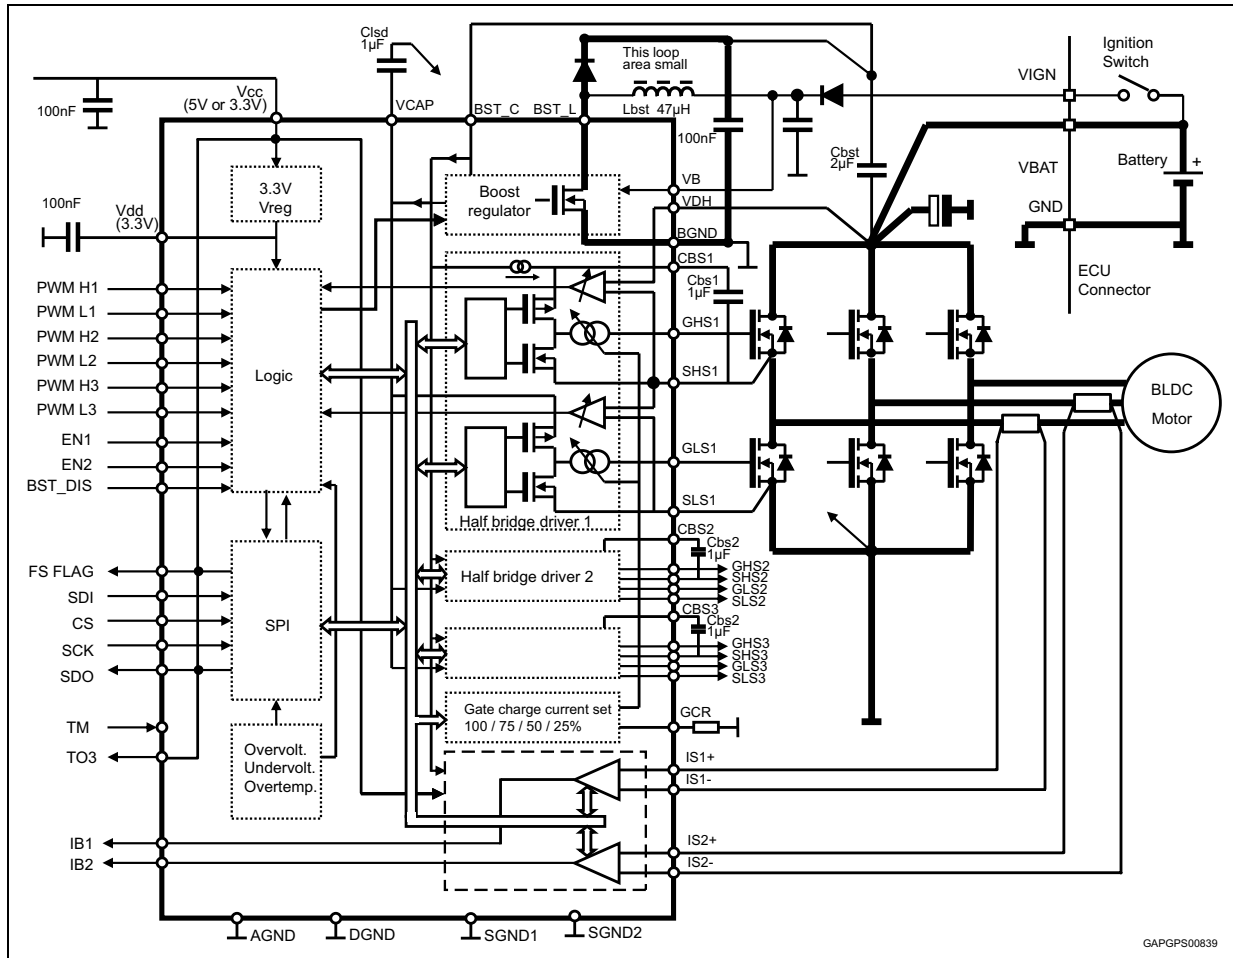 Clsd
1µF
Vcc
(5V or 3.3V)
100nF
VCAP
BST_C
BST_L
This loop
area small
Lbst 47µH
100nF
VIGN
Ignition
Switch
Cbst
2µF
VBAT
Battery
+
GND
ECU
Connector
100nF
Vdd
(3.3V)
3.3V
Vreg
Boost
regulator
VB
VDH
BGND
CBS1
Cbs1
1µF
GHS1
SHS1
GLS1
SLS1
PWM H1
PWM L1
PWM H2
PWM L2
PWM H3
PWM L3
EN1
EN2
BST_DIS
Logic
Half bridge driver 1
BLDC
Motor
CBS2
Cbs2
1µF
Half bridge driver 2
GHS2
SHS2
GLS2
SLS2
CBS3
Cbs2
1µF
GHS3
SHS3
GLS3
SLS3
FS FLAG
SDI
CS
SCK
SDO
SPI
Gate charge current set
100 / 75 / 50 / 25%
GCR
TM
TO3
Overvolt.
Undervolt.
Overtemp.
IS1+
IS1-
IB1
IB2
IS2+
IS2-
AGND
DGND
SGND1
SGND2
GAPGPS00839